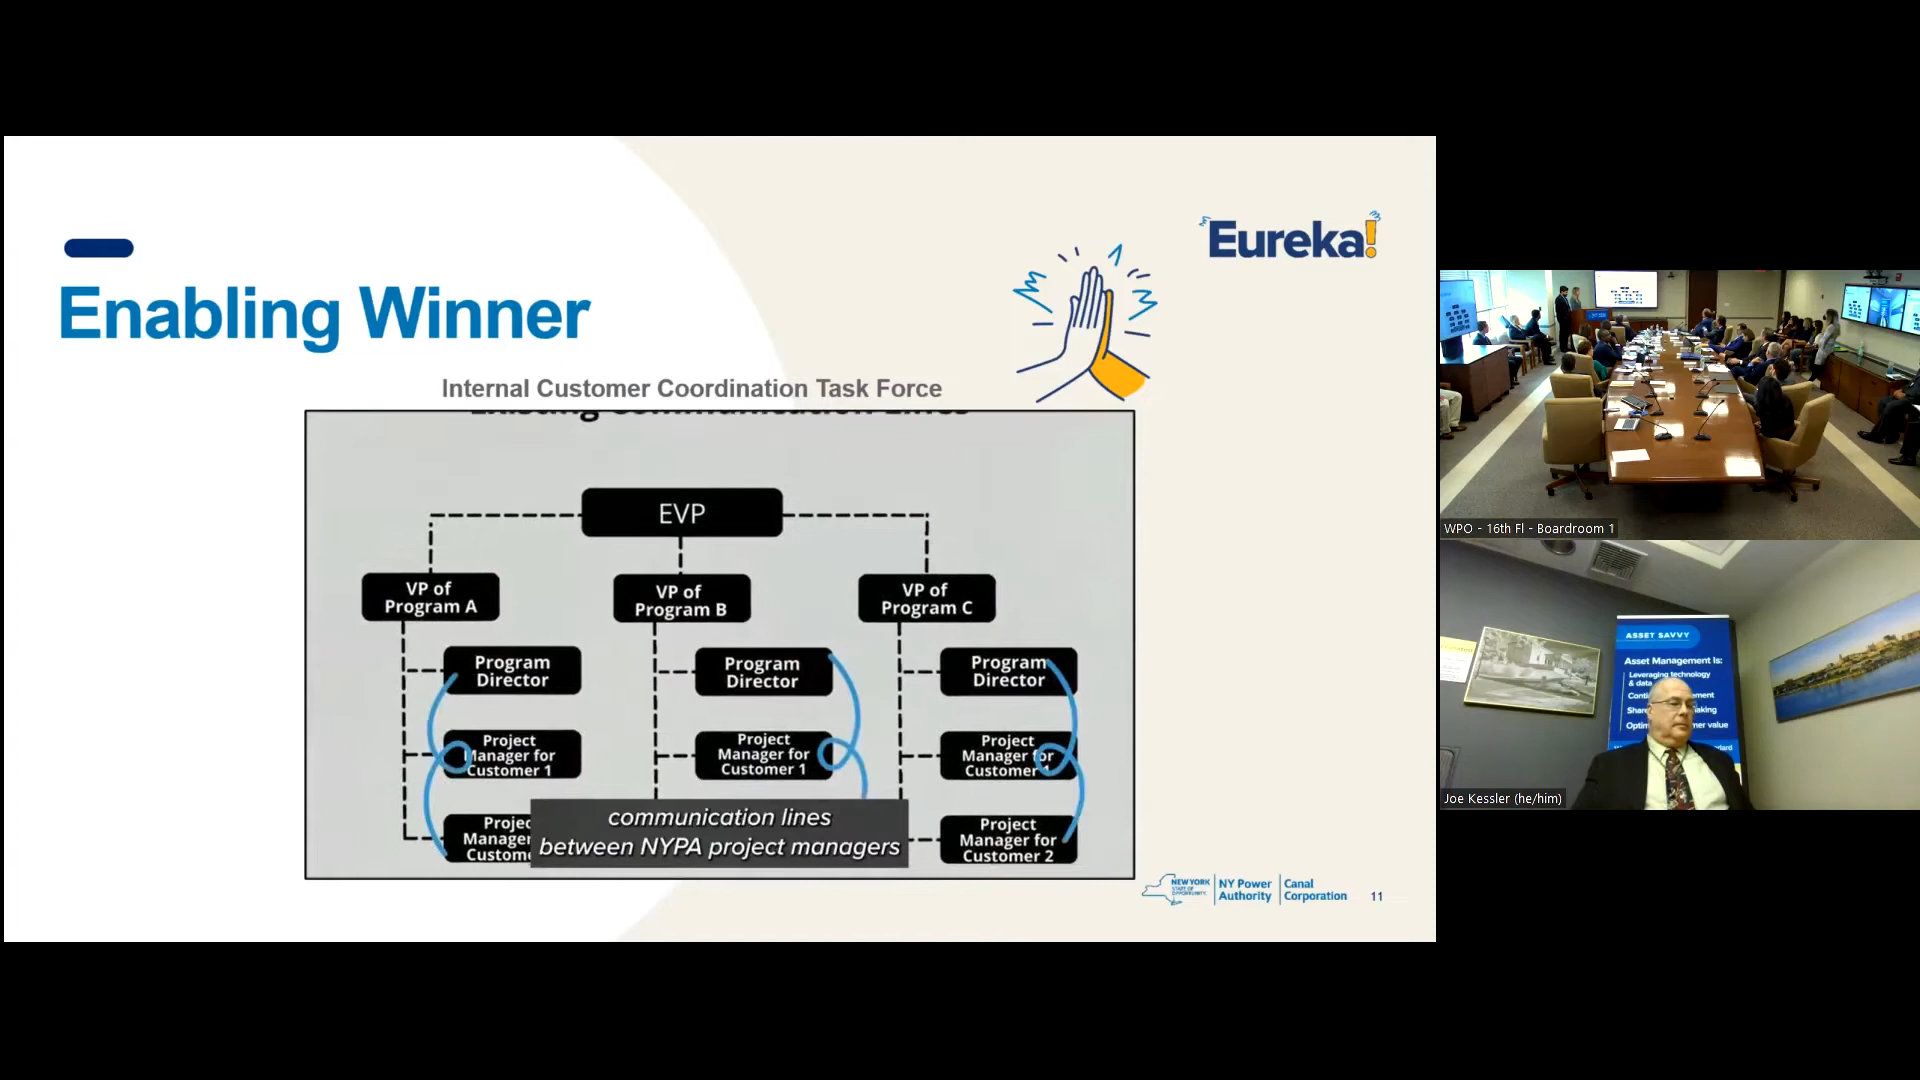 Eureka!
Enabling Winner
Internal Customer Coordination Task Force
Existing Communication Lines
EVP
VP of
Program A
VP of
Program B
VP of
Program C
Program
Director
Program
Director
Program
Director
Project
Manager for
Customer 1
Project
Manager for
Customer 1
Project
Manager for
Customer 1
Projec
Manager
Custome
Project
Manager for
Customer 2
communication lines
between NYPA project managers
NEW YORK
STATE OF
OPPORTUNITY.
NY Power
Authority
Canal
Corporation
11
WPO - 16th Fl - Boardroom 1
ASSET SAVVY
Asset Management Is:
Leveraging technology
& data
Joe Kessler (he/him)